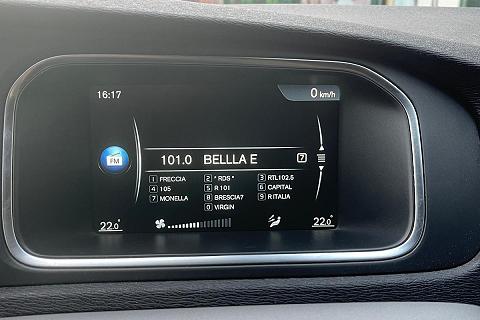 16:17 0 km/h
FM 101.0 BELLLA E 7
1 FRECCIA 2 * RDS * 3 RTL102.5
4 105 5 R 101 6 CAPITAL
7 MONELLA 8 BRESCIA7 9 R ITALIA
0 VIRGIN
22.0° 22.0°